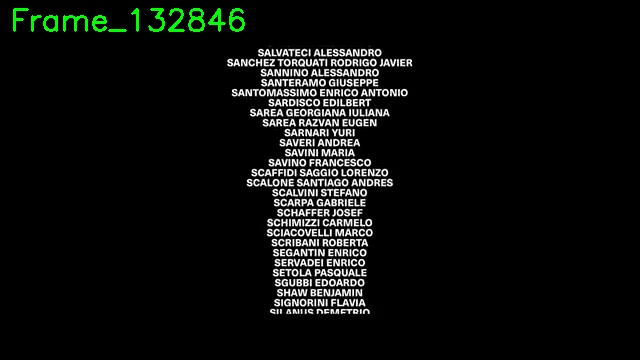 Frame_132846
SALVATECI ALESSANDRO
SANCHEZ TORQUATI RODRIGO JAVIER
SANNINO ALESSANDRO
SANTERAMO GIUSEPPE
SANTOMASSIMO ENRICO ANTONIO
SARDISCO EDILBERT
SAREA GEORGIANA IULIANA
SAREA RAZVAN EUGEN
SARNARI YURI
SAVERI ANDREA
SAVINI MARIA
SAVINO FRANCESCO
SCAFFIDI SAGGIO LORENZO
SCALONE SANTIAGO ANDRES
SCALVINI STEFANO
SCARPA GABRIELE
SCHAFFER JOSEF
SCHIMIZZI CARMELO
SCIACOVELLI MARCO
SCRIBANI ROBERTA
SEGANTIN ENRICO
SERVADEI ENRICO
SETOLA PASQUALE
SGUBBI EDOARDO
SHAW BENJAMIN
SIGNORINI FLAVIA
SILANUS DEMETRIO